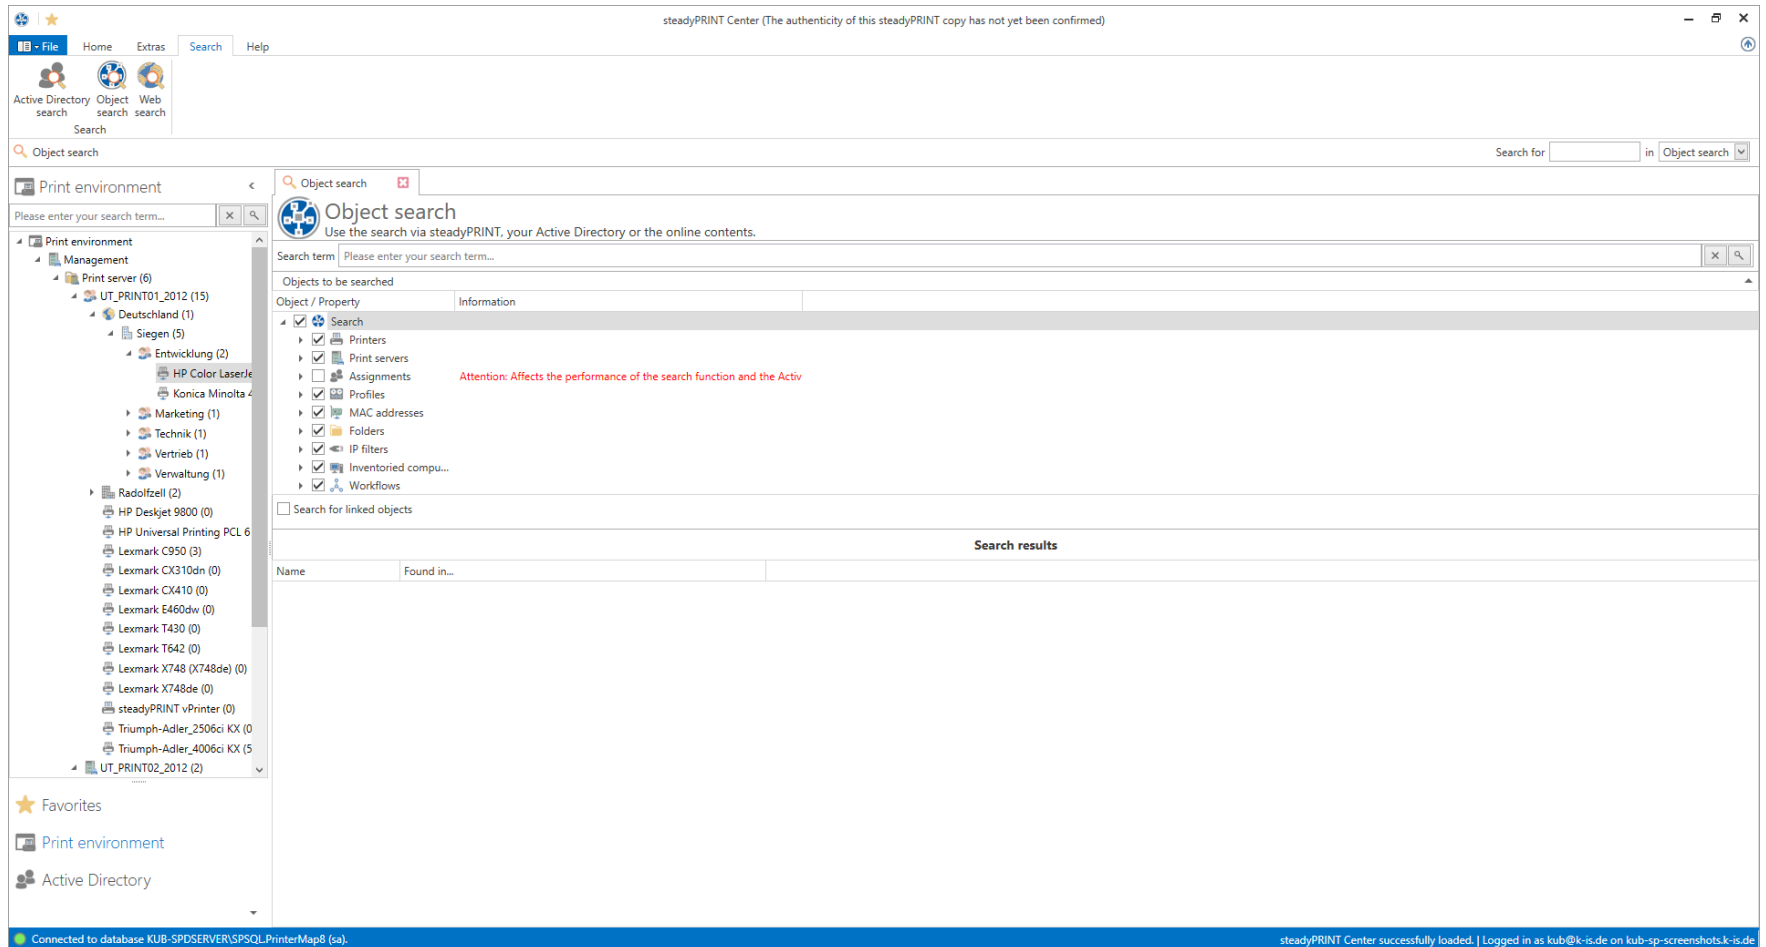 steadyPRINT Center (The authenticity of this steadyPRINT copy has not yet been confirmed)
File Home Extras Search Help
Active Directory search
Object search
Web search
Search
Object search
Search for in Object search
Print environment
Please enter your search term...
Print environment
Management
Print server (6)
UT_PRINT01_2012 (15)
Deutschland (1)
Siegen (5)
Entwicklung (2)
HP Color LaserJe
Konica Minolta 4
Marketing (1)
Technik (1)
Vertrieb (1)
Verwaltung (1)
Radolfzell (2)
HP Deskjet 9800 (0)
HP Universal Printing PCL 6
Lexmark C950 (3)
Lexmark CX310dn (0)
Lexmark CX410 (0)
Lexmark E460dw (0)
Lexmark T430 (0)
Lexmark T642 (0)
Lexmark X748 (X748de) (0)
Lexmark X748de (0)
steadyPRINT vPrinter (0)
Triumph-Adler_2506ci KX (0
Triumph-Adler_4006ci KX (5
UT_PRINT02_2012 (2)
Favorites
Print environment
Active Directory
Object search
Object search
Use the search via steadyPRINT, your Active Directory or the online contents.
Search term Please enter your search term...
Objects to be searched
Object / Property Information
Search
Printers
Print servers
Assignments Attention: Affects the performance of the search function and the Activ
Profiles
MAC addresses
Folders
IP filters
Inventoried compu...
Workflows
Search for linked objects
Search results
Name Found in...
Connected to database KUB-SPDSERVER\SPSQL.PrinterMap8 (sa).
steadyPRINT Center successfully loaded. | Logged in as kub@k-is.de on kub-sp-screenshots.k-is.de